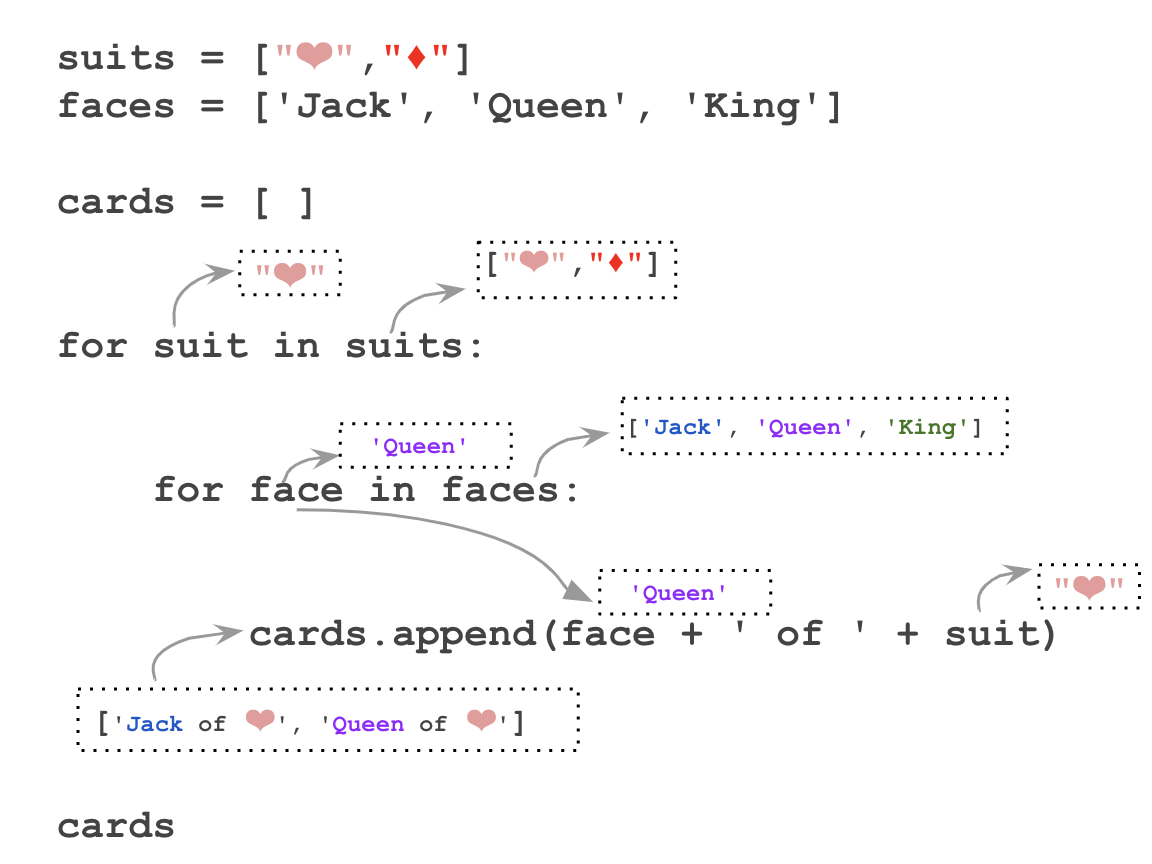 suits = ["❤","♦"]
faces = ['Jack', 'Queen', 'King']
cards = [ ]
"❤"
["❤","♦"]
for suit in suits:
'Queen'
['Jack', 'Queen', 'King']
for face in faces:
'Queen'
"❤"
cards.append(face + ' of ' + suit)
['Jack of ❤', 'Queen of ❤']
cards